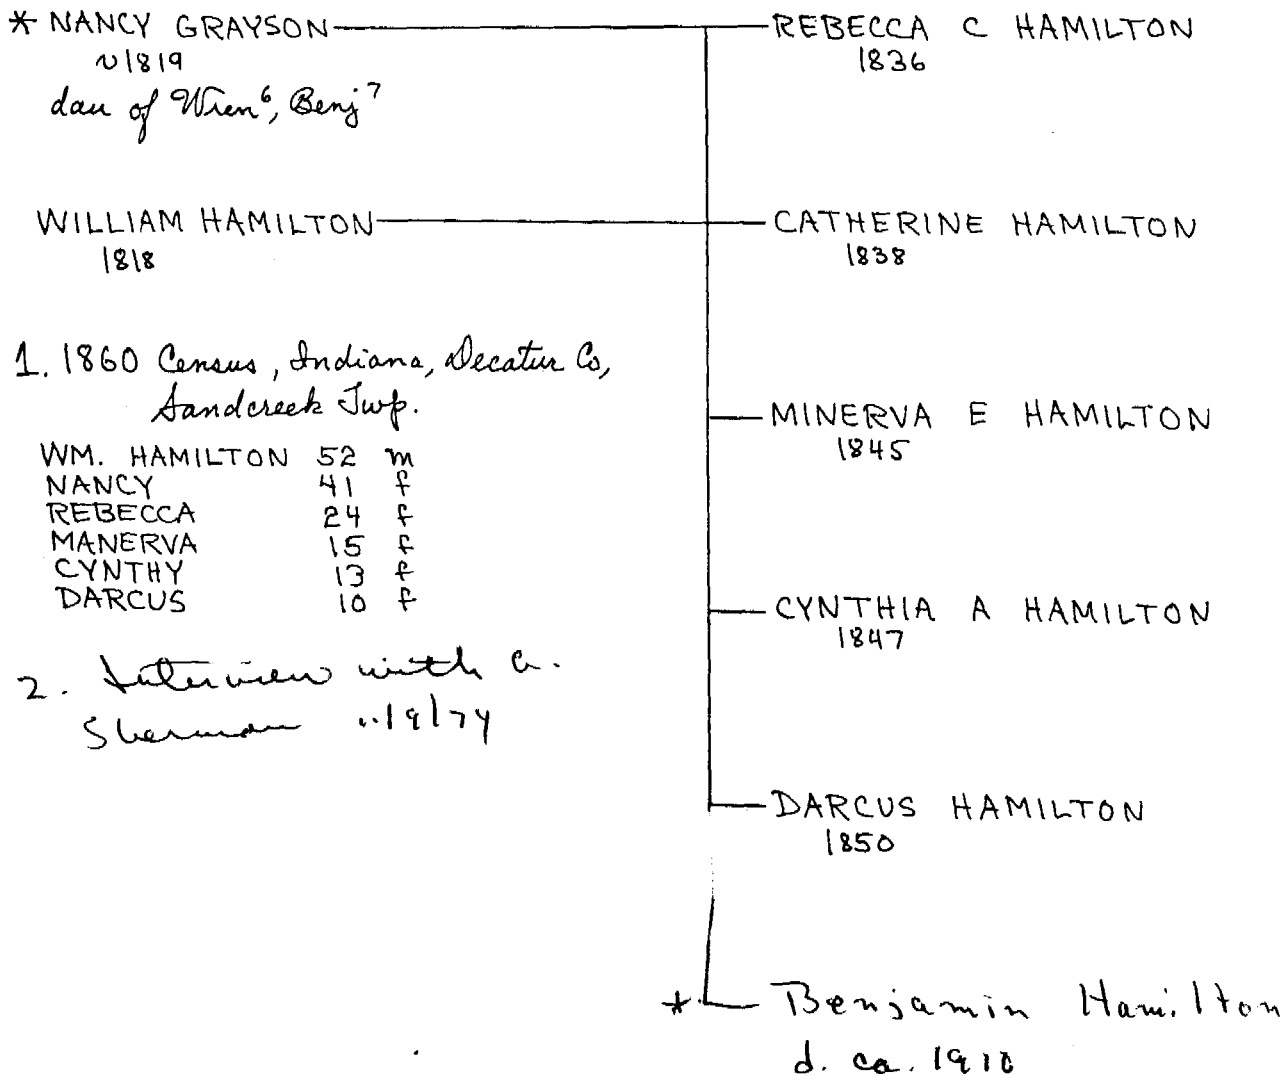 * NANCY GRAYSON
~1819
dau of Wren⁶, Benj⁷
WILLIAM HAMILTON
1818
1. 1860 Census, Indiana, Decatur Co,
Sandcreek Twp.
WM. HAMILTON 52 m
NANCY 41 f
REBECCA 24 f
MANERVA 15 f
CYNTHY 13 f
DARCUS 10 f
2. Interview with
Sherman
REBECCA C HAMILTON
1836
CATHERINE HAMILTON
1838
MINERVA E HAMILTON
1845
CYNTHIA A HAMILTON
1847
DARCUS HAMILTON
1850
* Benjamin Hamilton
d. ca. 1910